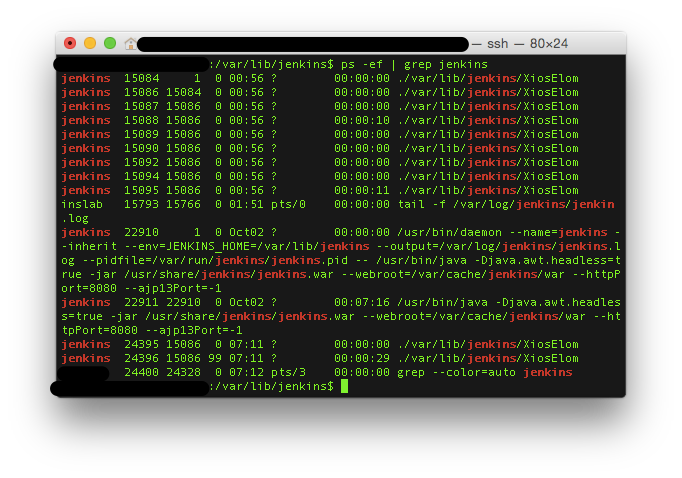 — ssh — 80×24
:/var/lib/jenkins$ ps -ef | grep jenkins
jenkins  15084     1  0 00:56 ?        00:00:00 ./var/lib/jenkins/XiosElom
jenkins  15086 15084  0 00:56 ?        00:00:00 ./var/lib/jenkins/XiosElom
jenkins  15087 15086  0 00:56 ?        00:00:00 ./var/lib/jenkins/XiosElom
jenkins  15088 15086  0 00:56 ?        00:00:10 ./var/lib/jenkins/XiosElom
jenkins  15089 15086  0 00:56 ?        00:00:00 ./var/lib/jenkins/XiosElom
jenkins  15090 15086  0 00:56 ?        00:00:00 ./var/lib/jenkins/XiosElom
jenkins  15092 15086  0 00:56 ?        00:00:00 ./var/lib/jenkins/XiosElom
jenkins  15094 15086  0 00:56 ?        00:00:00 ./var/lib/jenkins/XiosElom
jenkins  15095 15086  0 00:56 ?        00:00:11 ./var/lib/jenkins/XiosElom
inslab   15793 15766  0 01:51 pts/0    00:00:00 tail -f /var/log/jenkins/jenkin
.log
jenkins  22910     1  0 Oct02 ?        00:00:00 /usr/bin/daemon --name=jenkins -
-inherit --env=JENKINS_HOME=/var/lib/jenkins --output=/var/log/jenkins/jenkins.l
og --pidfile=/var/run/jenkins/jenkins.pid -- /usr/bin/java -Djava.awt.headless=t
rue -jar /usr/share/jenkins/jenkins.war --webroot=/var/cache/jenkins/war --httpP
ort=8080 --ajp13Port=-1
jenkins  22911 22910  0 Oct02 ?        00:07:16 /usr/bin/java -Djava.awt.headles
s=true -jar /usr/share/jenkins/jenkins.war --webroot=/var/cache/jenkins/war --ht
tpPort=8080 --ajp13Port=-1
jenkins  24395 15086  0 07:11 ?        00:00:00 ./var/lib/jenkins/XiosElom
jenkins  24396 15086 99 07:11 ?        00:00:29 ./var/lib/jenkins/XiosElom
24400 24328  0 07:12 pts/3    00:00:00 grep --color=auto jenkins
:/var/lib/jenkins$